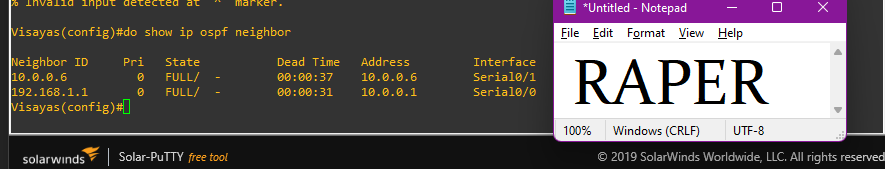 % Invalid input detected at '^' marker.
Visayas(config)#do show ip ospf neighbor
Neighbor ID Pri State Dead Time Address Interface
10.0.0.6 0 FULL/ - 00:00:37 10.0.0.6 Serial0/1
192.168.1.1 0 FULL/ - 00:00:31 10.0.0.1 Serial0/0
Visayas(config)#
*Untitled - Notepad
File Edit Format View Help
RAPER
100% Windows (CRLF) UTF-8
solarwinds Solar-PuTTY free tool
© 2019 SolarWinds Worldwide, LLC. All rights reserved